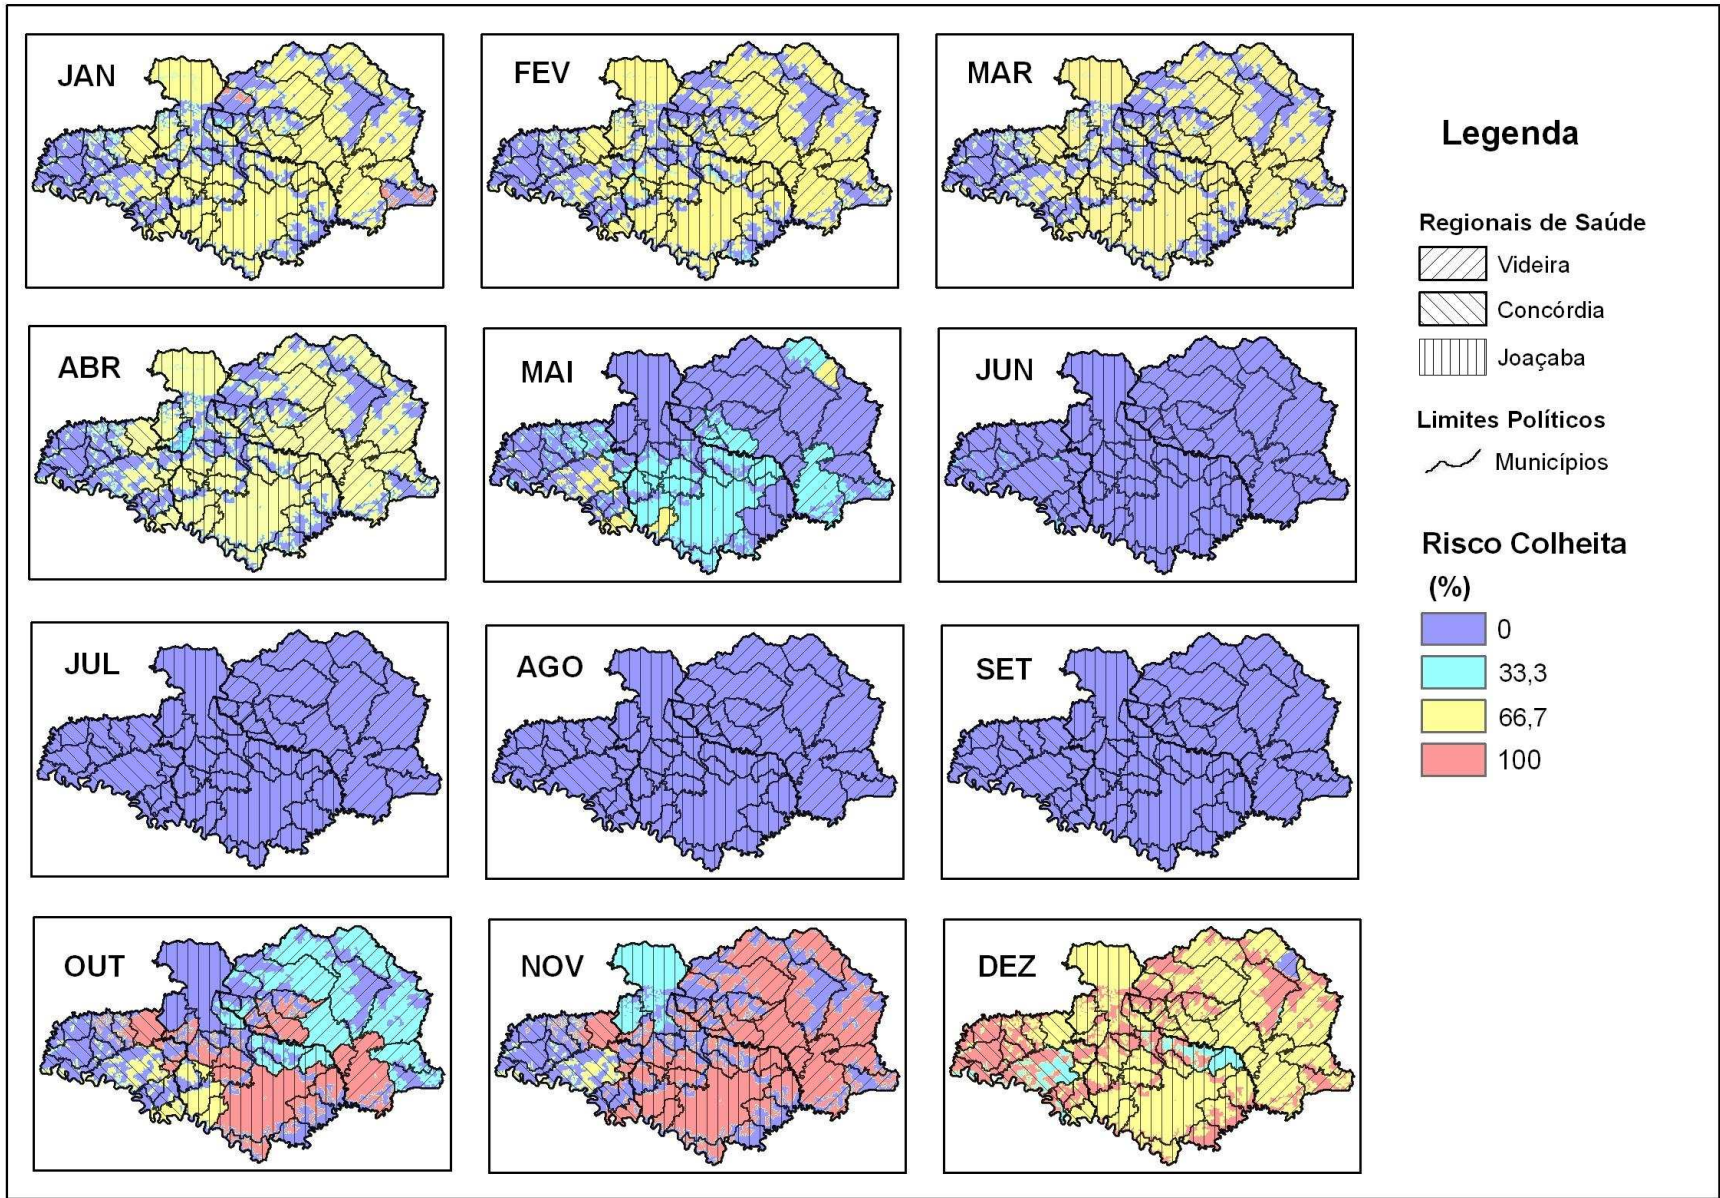 JAN
FEV
MAR
ABR
MAI
JUN
JUL
AGO
SET
OUT
NOV
DEZ
Legenda
Regionais de Saúde
Videira
Concórdia
Joaçaba
Limites Políticos
Municípios
Risco Colheita
(%)
0
33,3
66,7
100